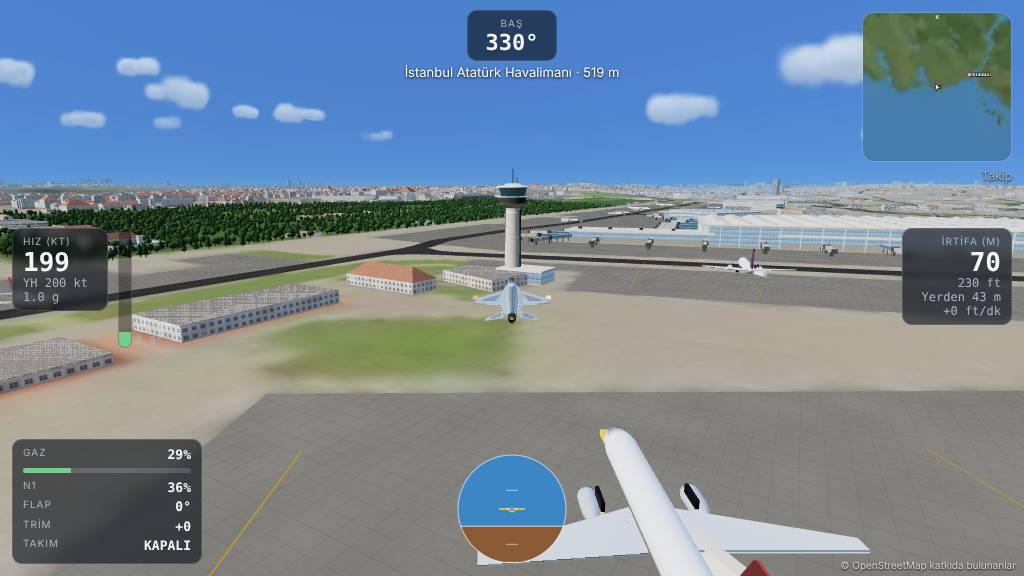 BAŞ
330°
İstanbul Atatürk Havalimanı · 519 m
K
İstanbul
Takip
HIZ (KT)
199
YH 200 kt
1.0 g
İRTİFA (M)
70
230 ft
Yerden 43 m
+0 ft/dk
GAZ 29%
N1 36%
FLAP 0°
TRİM +0
TAKIM KAPALI
© OpenStreetMap katkıda bulunanlar